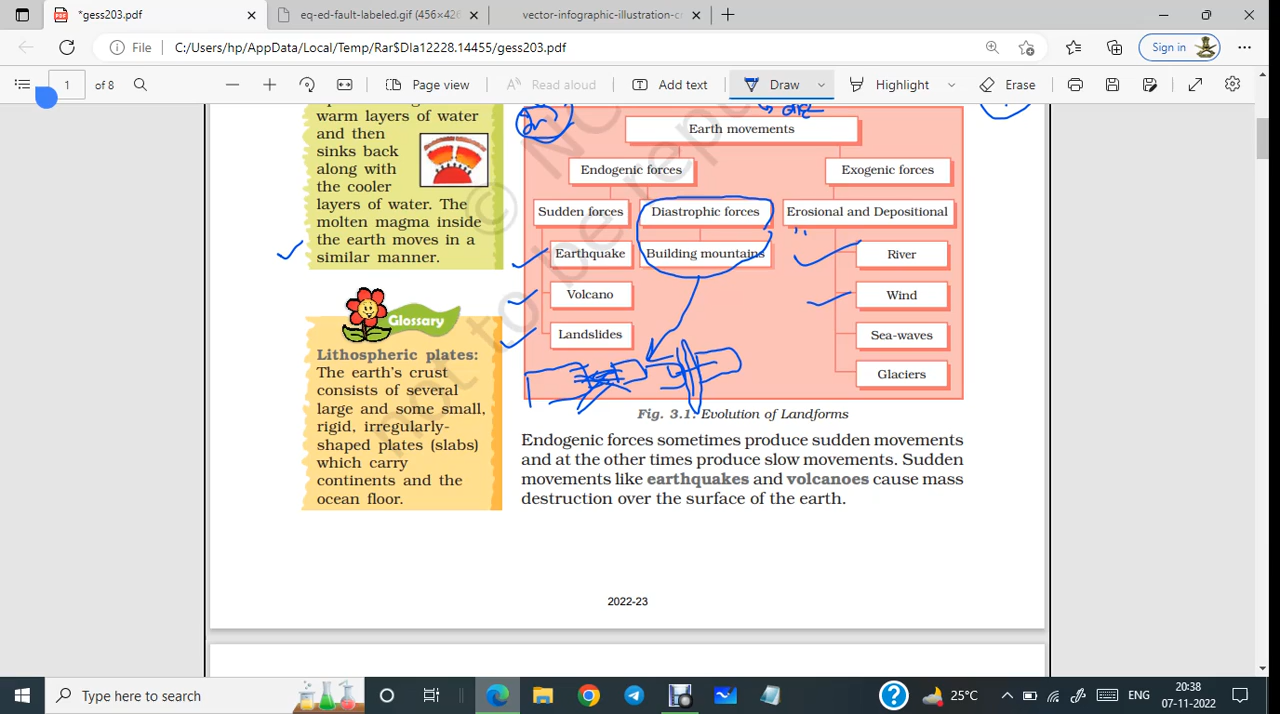 *gess203.pdf
eq-ed-fault-labeled.gif (456×426
vector-infographic-illustration-c
File
C:/Users/hp/AppData/Local/Temp/Rar$DIa12228.14455/gess203.pdf
Sign in
1 of 8
Page view
Read aloud
Add text
Draw
Highlight
Erase
warm layers of water
and then
sinks back
along with
the cooler
layers of water. The
molten magma inside
the earth moves in a
similar manner.
Glossary
Lithospheric plates:
The earth's crust
consists of several
large and some small,
rigid, irregularly-
shaped plates (slabs)
which carry
continents and the
ocean floor.
Earth movements
Endogenic forces
Exogenic forces
Sudden forces
Diastrophic forces
Erosional and Depositional
Earthquake
Building mountains
River
Volcano
Wind
Landslides
Sea-waves
Glaciers
not to be repu
© NC
Fig. 3.1: Evolution of Landforms
Endogenic forces sometimes produce sudden movements
and at the other times produce slow movements. Sudden
movements like earthquakes and volcanoes cause mass
destruction over the surface of the earth.
2022-23
Type here to search
25°C
ENG
20:38
07-11-2022